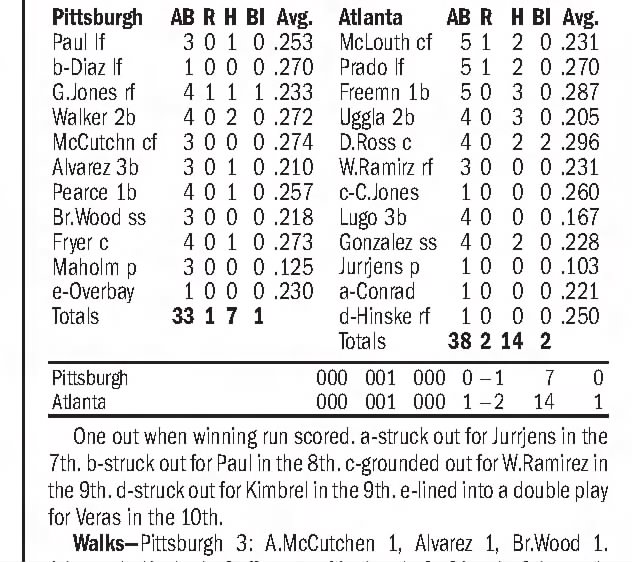 Pittsburgh AB R H BI Avg.
Paul lf 3 0 1 0 .253
b-Diaz lf 1 0 0 0 .270
G.Jones rf 4 1 1 1 .233
Walker 2b 4 0 2 0 .272
McCutchn cf 3 0 0 0 .274
Alvarez 3b 3 0 1 0 .210
Pearce 1b 4 0 1 0 .257
Br.Wood ss 3 0 0 0 .218
Fryer c 4 0 1 0 .273
Maholm p 3 0 0 0 .125
e-Overbay 1 0 0 0 .230
Totals 33 1 7 1
Atlanta AB R H BI Avg.
McLouth cf 5 1 2 0 .231
Prado lf 5 1 2 0 .270
Freemn 1b 5 0 3 0 .287
Uggla 2b 4 0 3 0 .205
D.Ross c 4 0 2 2 .296
W.Ramirz rf 3 0 0 0 .231
c-C.Jones 1 0 0 0 .260
Lugo 3b 4 0 0 0 .167
Gonzalez ss 4 0 2 0 .228
Jurrjens p 1 0 0 0 .103
a-Conrad 1 0 0 0 .221
d-Hinske rf 1 0 0 0 .250
Totals 38 2 14 2
Pittsburgh 000 001 000 0 –1 7 0
Atlanta 000 001 000 1 –2 14 1
One out when winning run scored. a-struck out for Jurrjens in the
7th. b-struck out for Paul in the 8th. c-grounded out for W.Ramirez in
the 9th. d-struck out for Kimbrel in the 9th. e-lined into a double play
for Veras in the 10th.
Walks—Pittsburgh 3: A.McCutchen 1, Alvarez 1, Br.Wood 1.